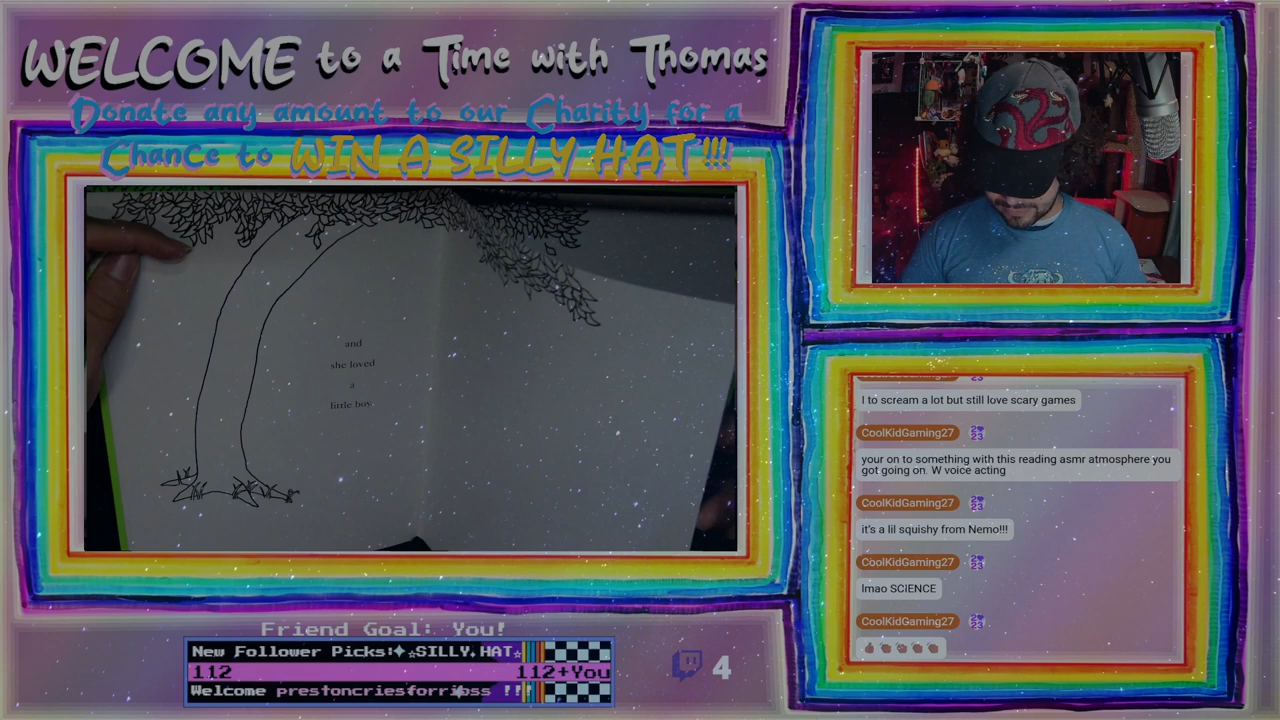 WELCOME to a Time with Thomas
Donate any amount to our Charity for a
Chance to WIN A SILLY HAT!!!
and
she loved
a
little boy
I to scream a lot but still love scary games
CoolKidGaming27
your on to something with this reading asmr atmosphere you
got going on. W voice acting
CoolKidGaming27
it's a lil squishy from Nemo!!!
CoolKidGaming27
lmao SCiENCE
CoolKidGaming27
Friend Goal: You!
New Follower Picks: SILLY HAT
112 112+You
Welcome prestoncriesforrip
4